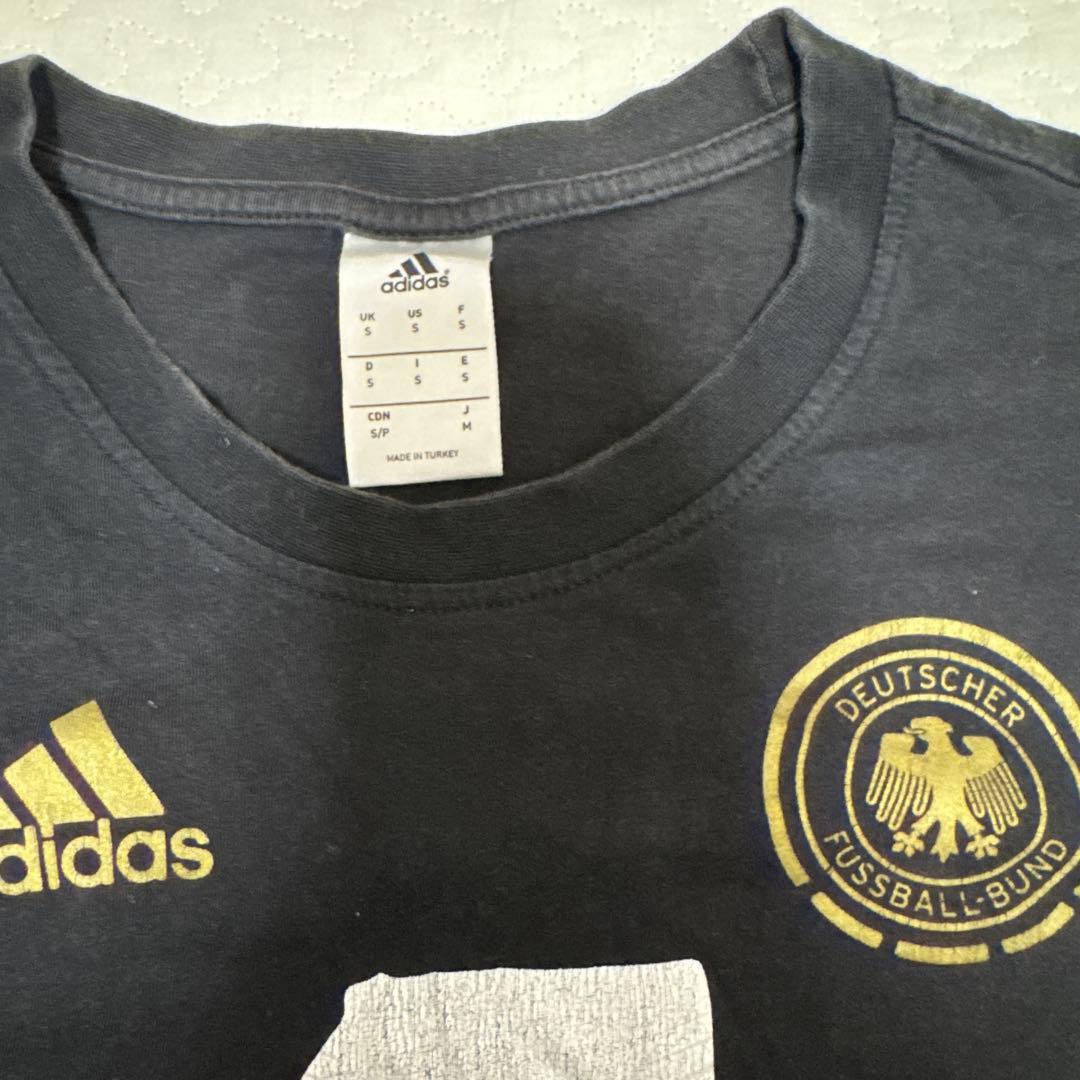 adidas®
UK US F
S S S
D I E
S S S
CDN J
S/P M
MADE IN TURKEY
adidas
DEUTSCHER
FUSSBALL-BUND